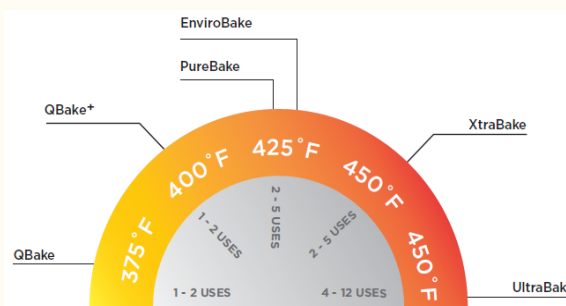 EnviroBake
PureBake
QBake+
XtraBake
QBake
UltraBak
375°F
400°F
425°F
450°F
450°F
1 - 2 USES
1 - 2 USES
2 - 5 USES
2 - 5 USES
4 - 12 USES